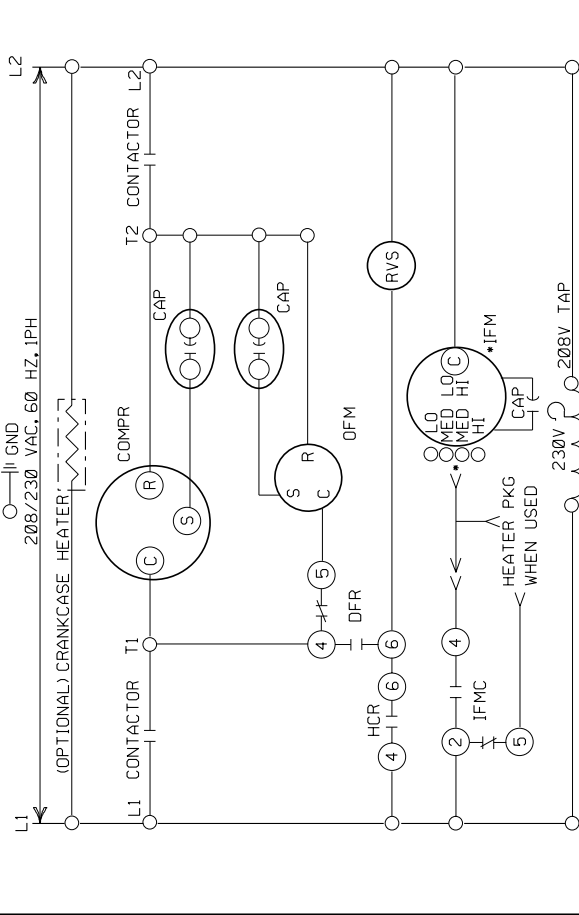 L1
GND
208/230 VAC, 60 HZ, 1PH
L2
(OPTIONAL) CRANKCASE HEATER
L1
CONTACTOR
T1
COMPR
C
R
S
CAP
T2
CONTACTOR
L2
CAP
4
5
DFR
S
C
R
OFM
4
HCR
6
6
RVS
2
IFMC
4
*
LO
MED LO
MED HI
HI
C
*IFM
CAP
5
HEATER PKG
WHEN USED
230V
208V TAP